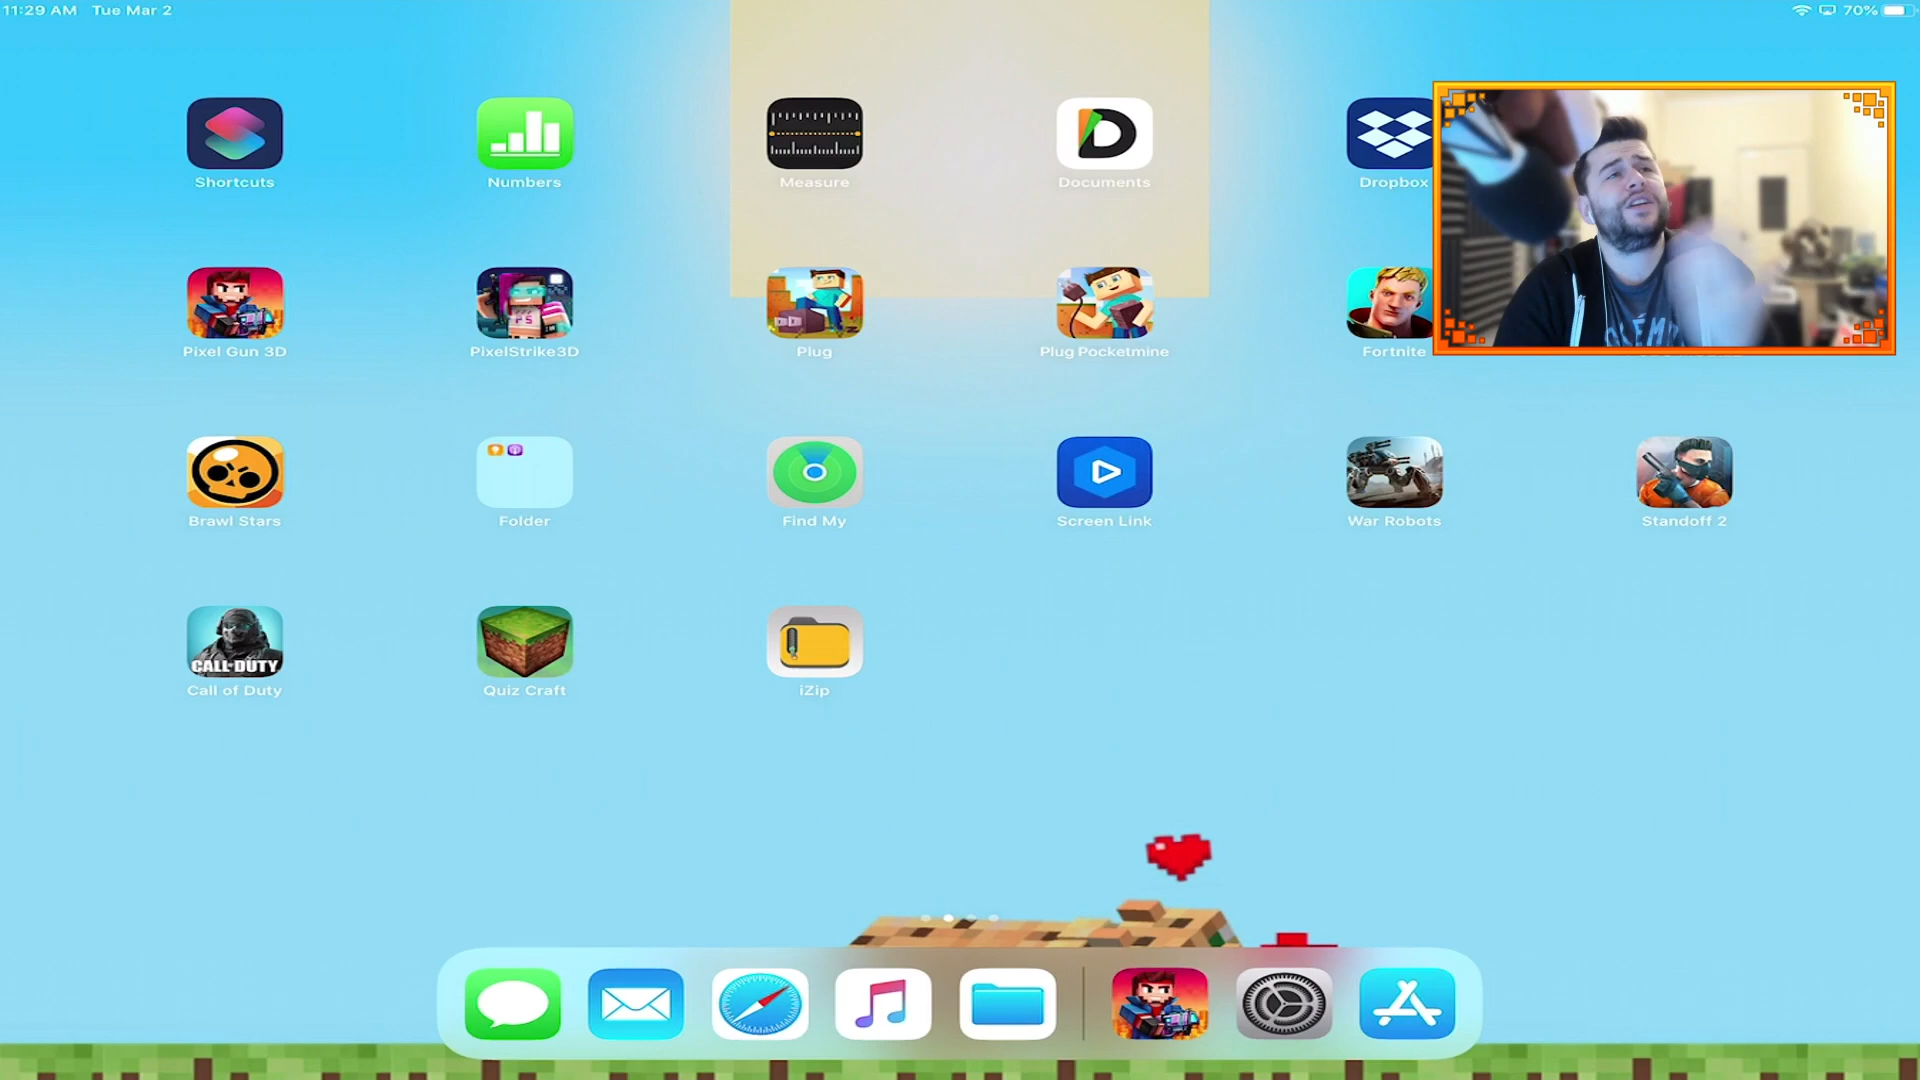 11:29 AM Tue Mar 2
70%
Shortcuts
Numbers
Measure
Documents
Dropbox
Pixel Gun 3D
PixelStrike3D
Plug
Plug Pocketmine
Fortnite
Brawl Stars
Folder
Find My
Screen Link
War Robots
Standoff 2
CALL OF DUTY
Call of Duty
Quiz Craft
iZip